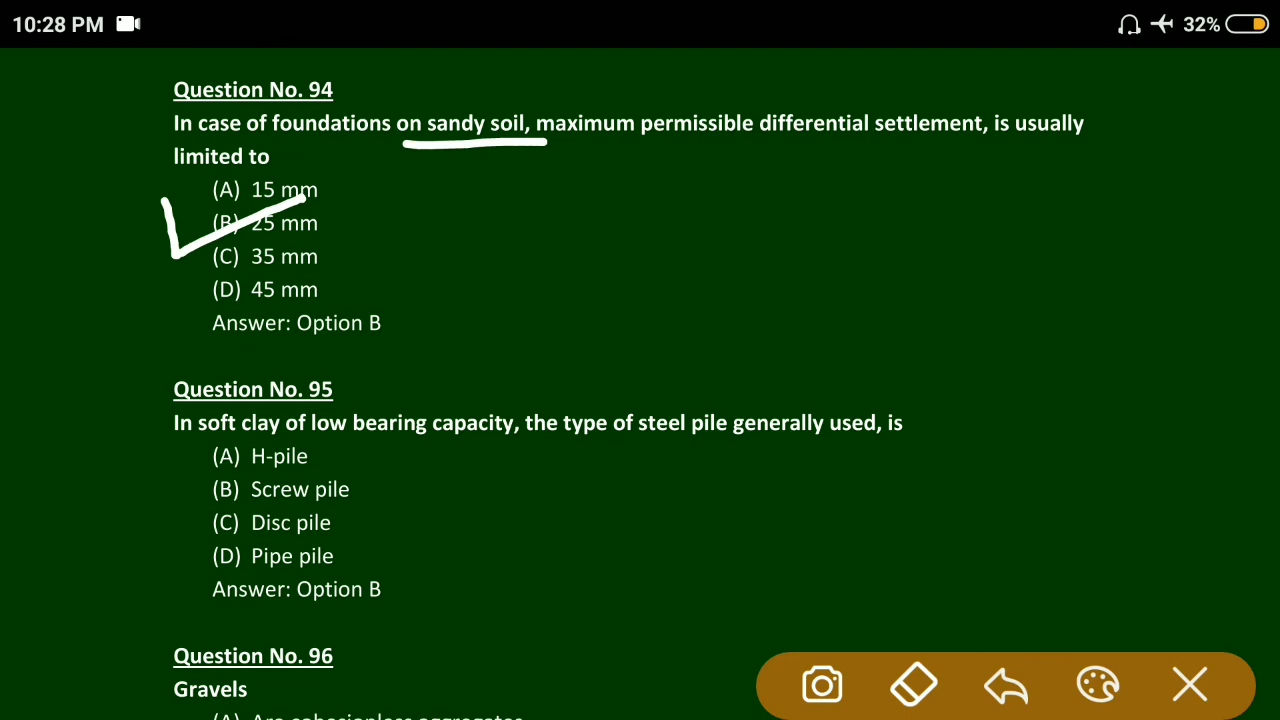 10:28 PM 32%
Question No. 94
In case of foundations on sandy soil, maximum permissible differential settlement, is usually
limited to
(A) 15 mm
(B) 25 mm
(C) 35 mm
(D) 45 mm
Answer: Option B
Question No. 95
In soft clay of low bearing capacity, the type of steel pile generally used, is
(A) H-pile
(B) Screw pile
(C) Disc pile
(D) Pipe pile
Answer: Option B
Question No. 96
Gravels
(A) Are cohesionless aggregates